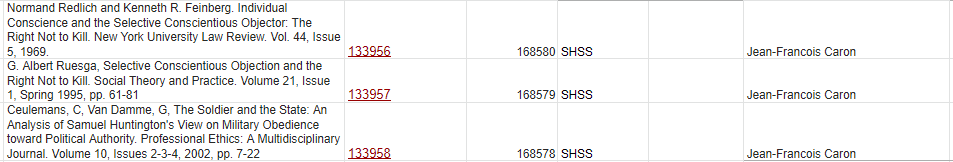 Normand Redlich and Kenneth R. Feinberg. Individual
Conscience and the Selective Conscientious Objector: The
Right Not to Kill. New York University Law Review. Vol. 44, Issue
5, 1969. 133956 168580 SHSS Jean-Francois Caron
G. Albert Ruesga, Selective Conscientious Objection and the
Right Not to Kill. Social Theory and Practice. Volume 21, Issue
1, Spring 1995, pp. 61-81 133957 168579 SHSS Jean-Francois Caron
Ceulemans, C, Van Damme, G, The Soldier and the State: An
Analysis of Samuel Huntington's View on Military Obedience
toward Political Authority. Professional Ethics: A Multidisciplinary
Journal. Volume 10, Issues 2-3-4, 2002, pp. 7-22 133958 168578 SHSS Jean-Francois Caron